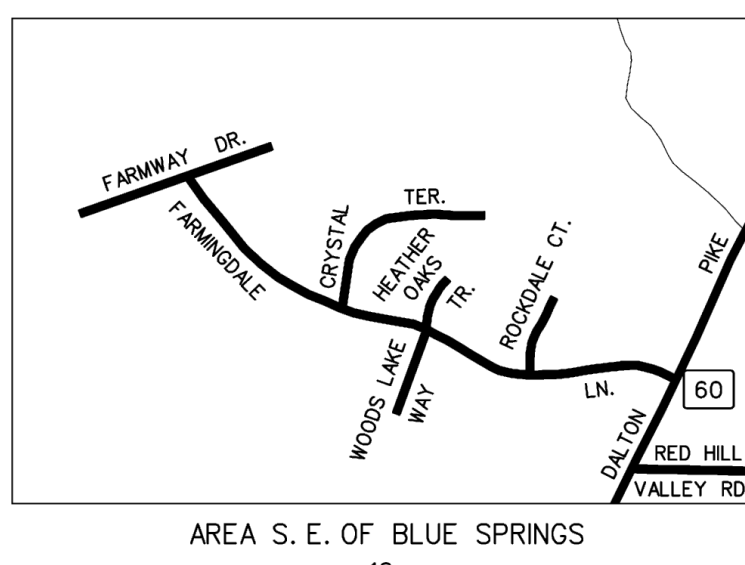 FARMWAY DR.
FARMINGDALE
LN.
CRYSTAL
TER.
HEATHER
OAKS
TR.
ROCKDALE CT.
WOODS LAKE
WAY
DALTON
PIKE
60
RED HILL
VALLEY RD
AREA S. E. OF BLUE SPRINGS